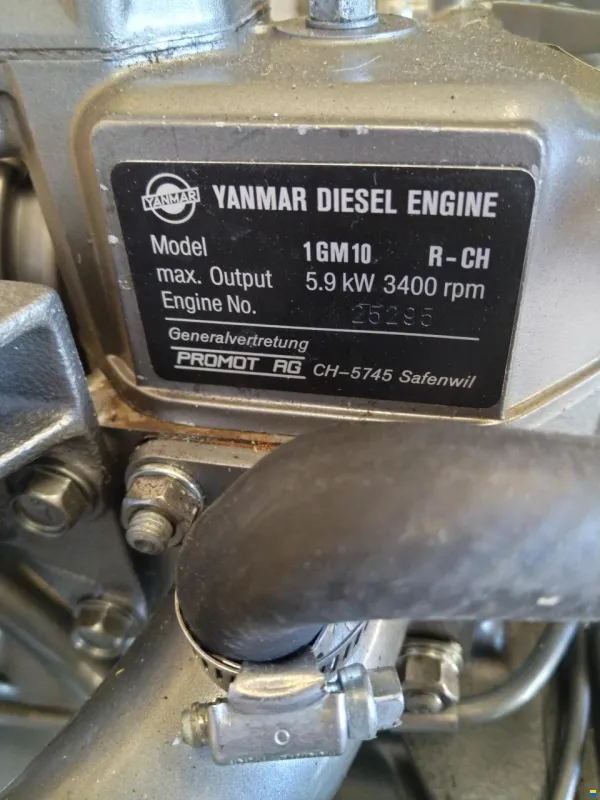 YANMAR YANMAR DIESEL ENGINE
Model 1GM10 R-CH
max. Output 5.9 kW 3400 rpm
Engine No. 25295
Generalvertretung
PROMOT AG CH-5745 Safenwil